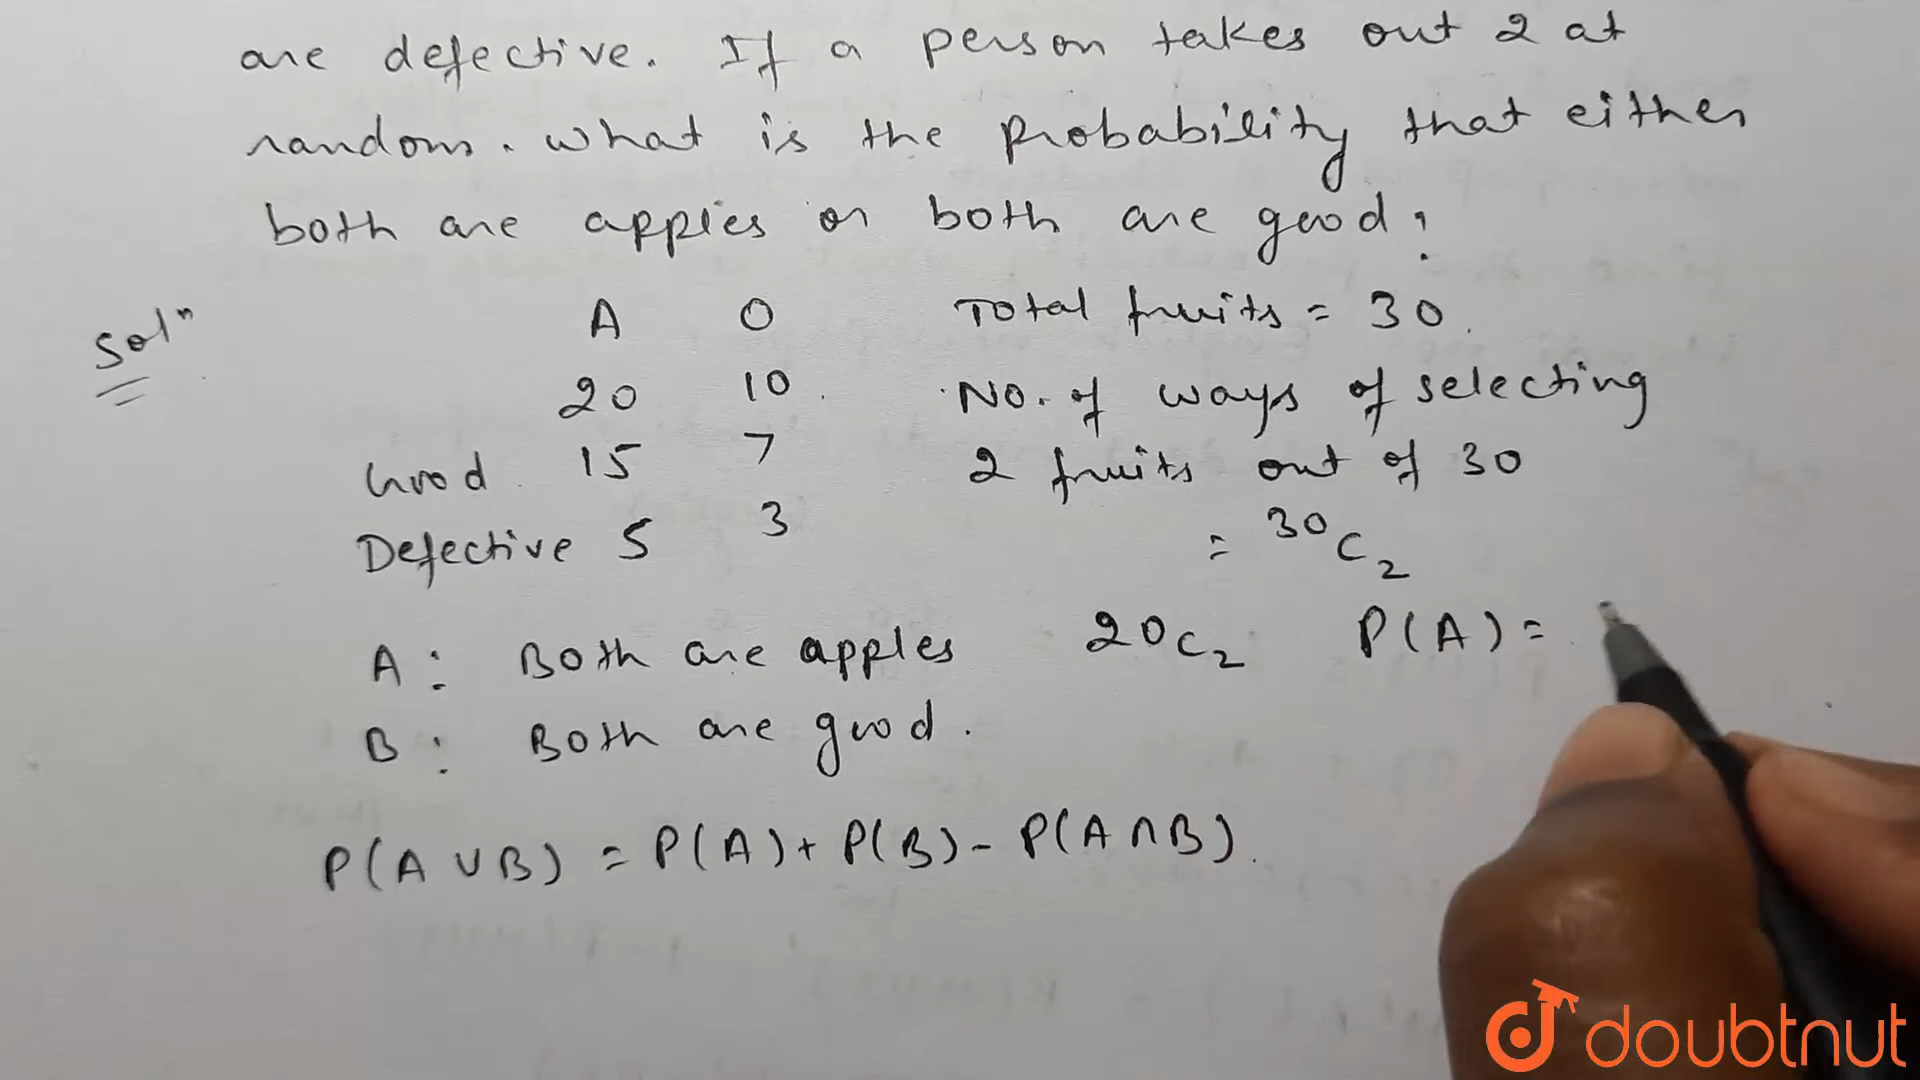 are defective. If a person takes out 2 at
random. what is the probability that either
both are apples or both are good?
Solⁿ
A O
20 10.
Good 15 7
Defective 5 3
Total fruits = 30.
No. of ways of selecting
2 fruits out of 30
= ³⁰C₂
A: Both are apples 20C₂ P(A) =
B: Both are good.
P(A ∪ B) = P(A) + P(B) - P(A ∩ B).
doubtnut